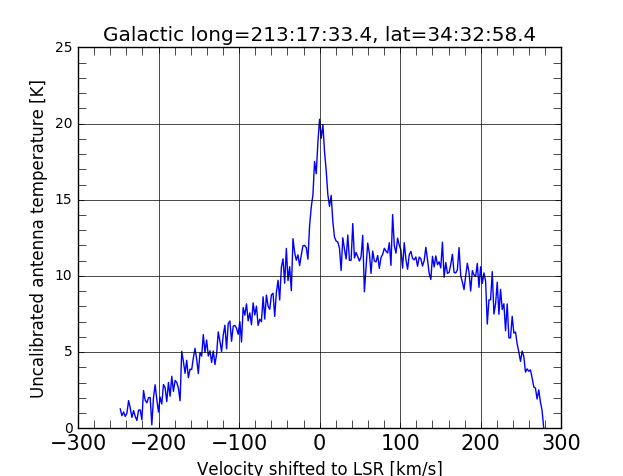 Galactic long=213:17:33.4, lat=34:32:58.4
Uncalibrated antenna temperature [K]
25
20
15
10
5
0
−300 −200 −100 0 100 200 300
Velocity shifted to LSR [km/s]